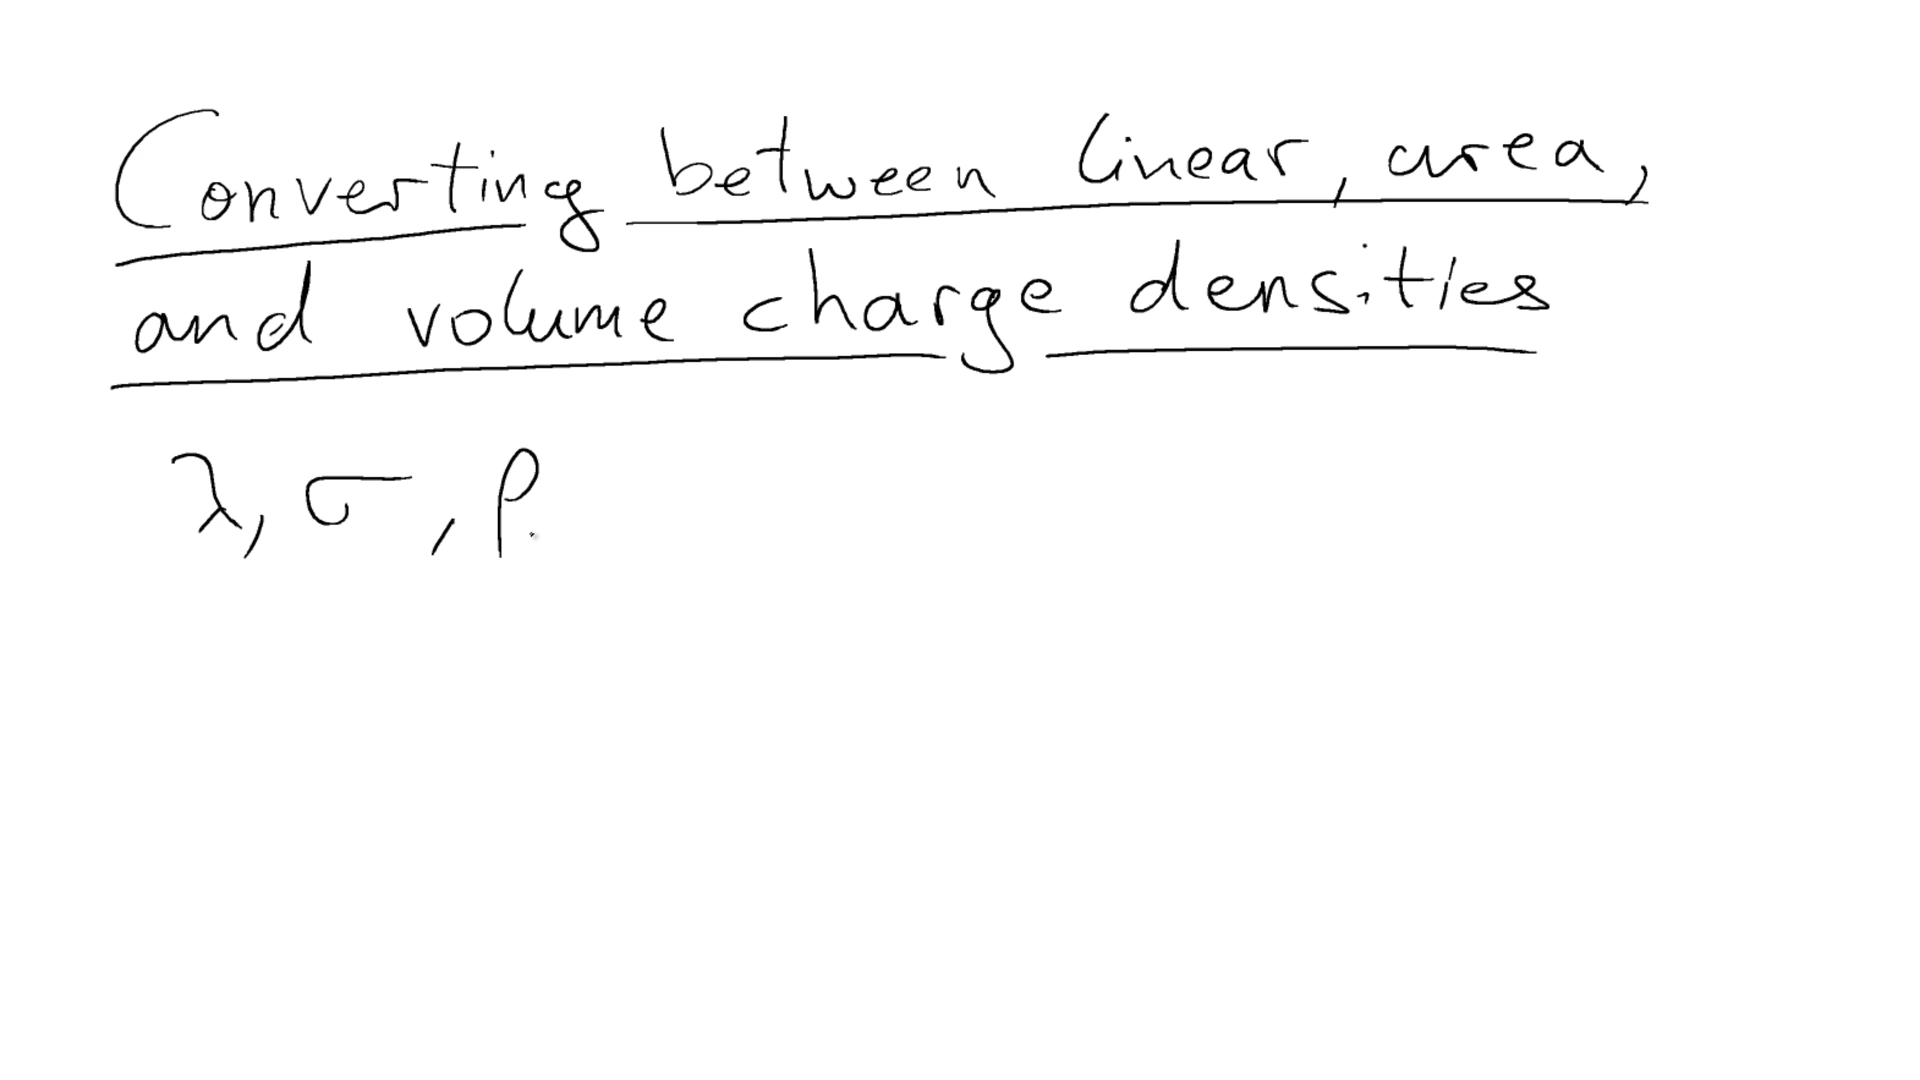 Converting between linear, area,
and volume charge densities
λ, σ, ρ.